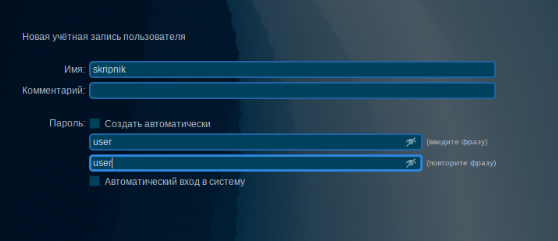 Новая учётная запись пользователя
Имя: skripnik
Комментарий:
Пароль: Создать автоматически
user (введите фразу)
user (повторите фразу)
Автоматический вход в систему